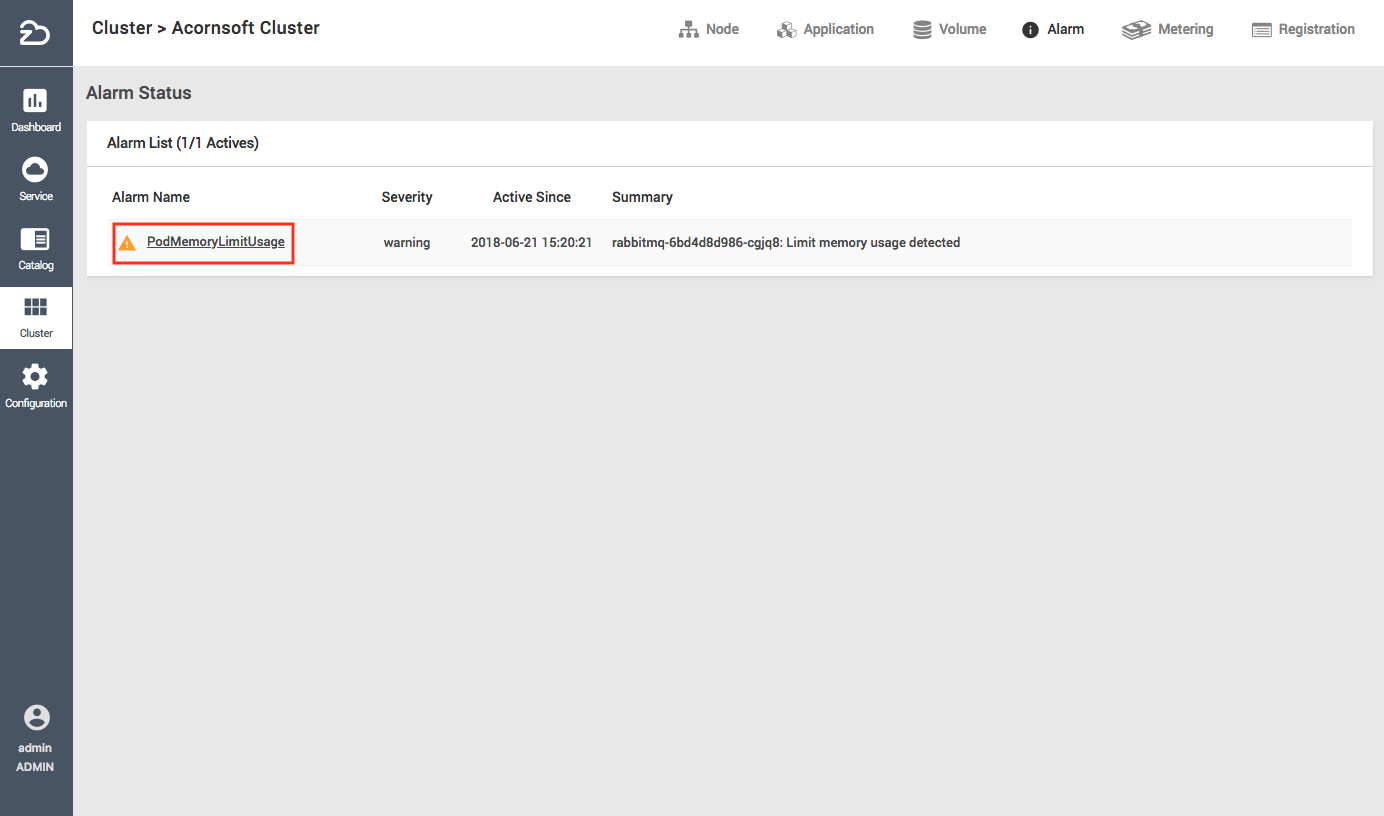 Cluster > Acornsoft Cluster
Node Application Volume Alarm Metering Registration
Dashboard
Service
Catalog
Cluster
Configuration
admin
ADMIN
Alarm Status
Alarm List (1/1 Actives)
Alarm Name Severity Active Since Summary
PodMemoryLimitUsage warning 2018-06-21 15:20:21 rabbitmq-6bd4d8d986-cgjq8: Limit memory usage detected